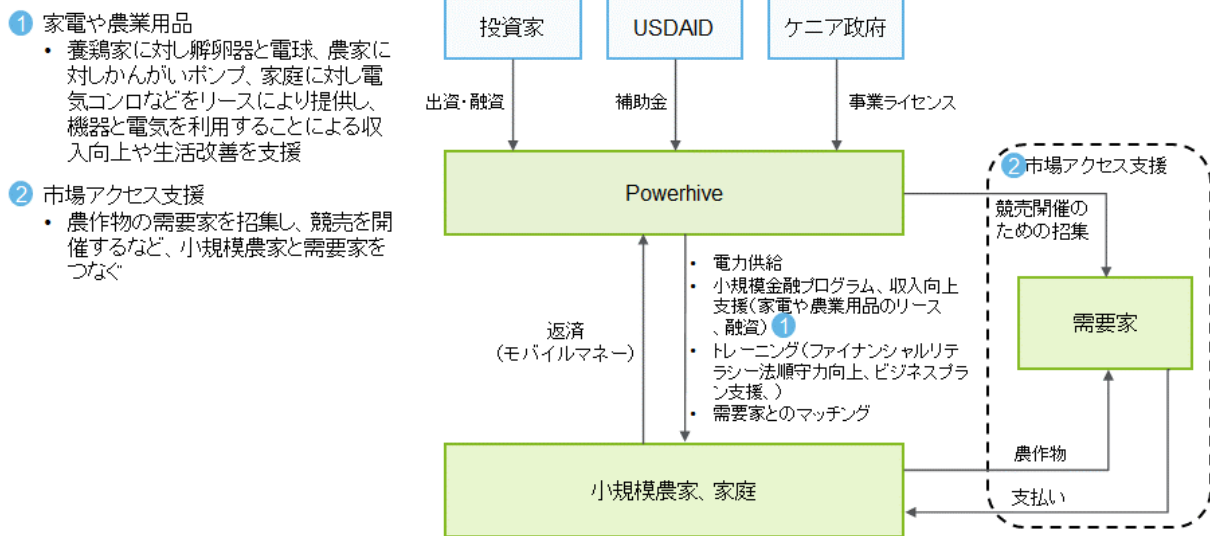 1 家電や農業用品
• 養鶏家に対し孵卵器と電球、農家に
対しかんがいポンプ、家庭に対し電
気コンロなどをリースにより提供し、
機器と電気を利用することによる収
入向上や生活改善を支援
2 市場アクセス支援
• 農作物の需要家を招集し、競売を開
催するなど、小規模農家と需要家を
つなぐ
投資家
USDAID
ケニア政府
出資・融資
補助金
事業ライセンス
Powerhive
2 市場アクセス支援
競売開催の
ための招集
需要家
• 電力供給
• 小規模金融プログラム、収入向上
支援(家電や農業用品のリース
、融資) 1
• トレーニング(ファイナンシャルリテ
ラシー法順守力向上、ビジネスプラ
ン支援、)
• 需要家とのマッチング
返済
(モバイルマネー)
農作物
支払い
小規模農家、家庭